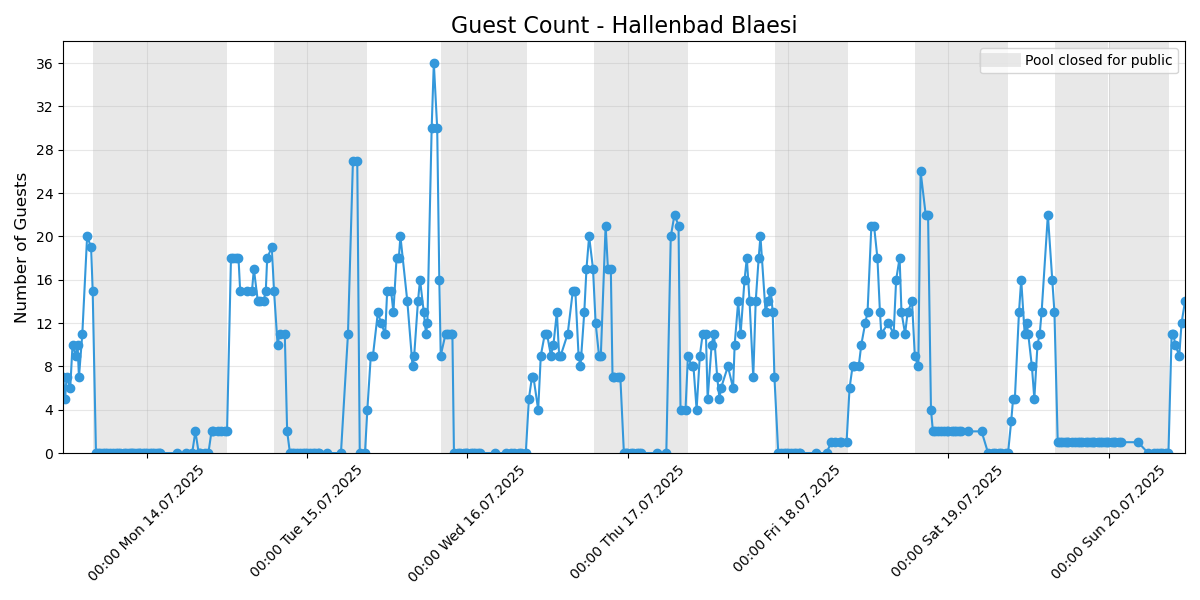 Guest Count - Hallenbad Blaesi
Pool closed for public
Number of Guests
36
32
28
24
20
16
12
8
4
0
00:00 Mon 14.07.2025
00:00 Tue 15.07.2025
00:00 Wed 16.07.2025
00:00 Thu 17.07.2025
00:00 Fri 18.07.2025
00:00 Sat 19.07.2025
00:00 Sun 20.07.2025